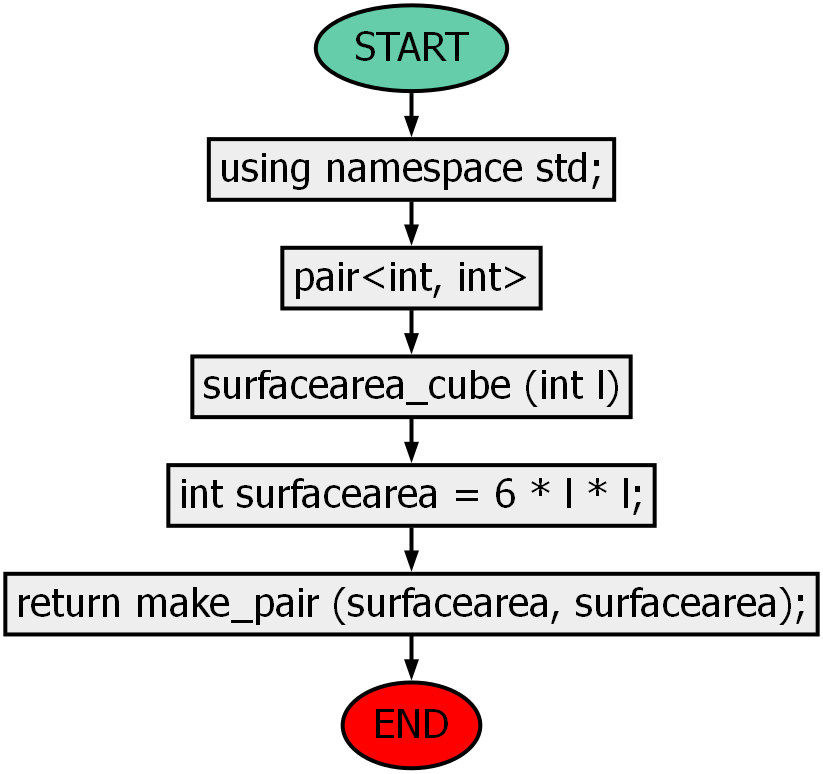 START
using namespace std;
pair<int, int>
surfacearea_cube (int l)
int surfacearea = 6 * l * l;
return make_pair (surfacearea, surfacearea);
END